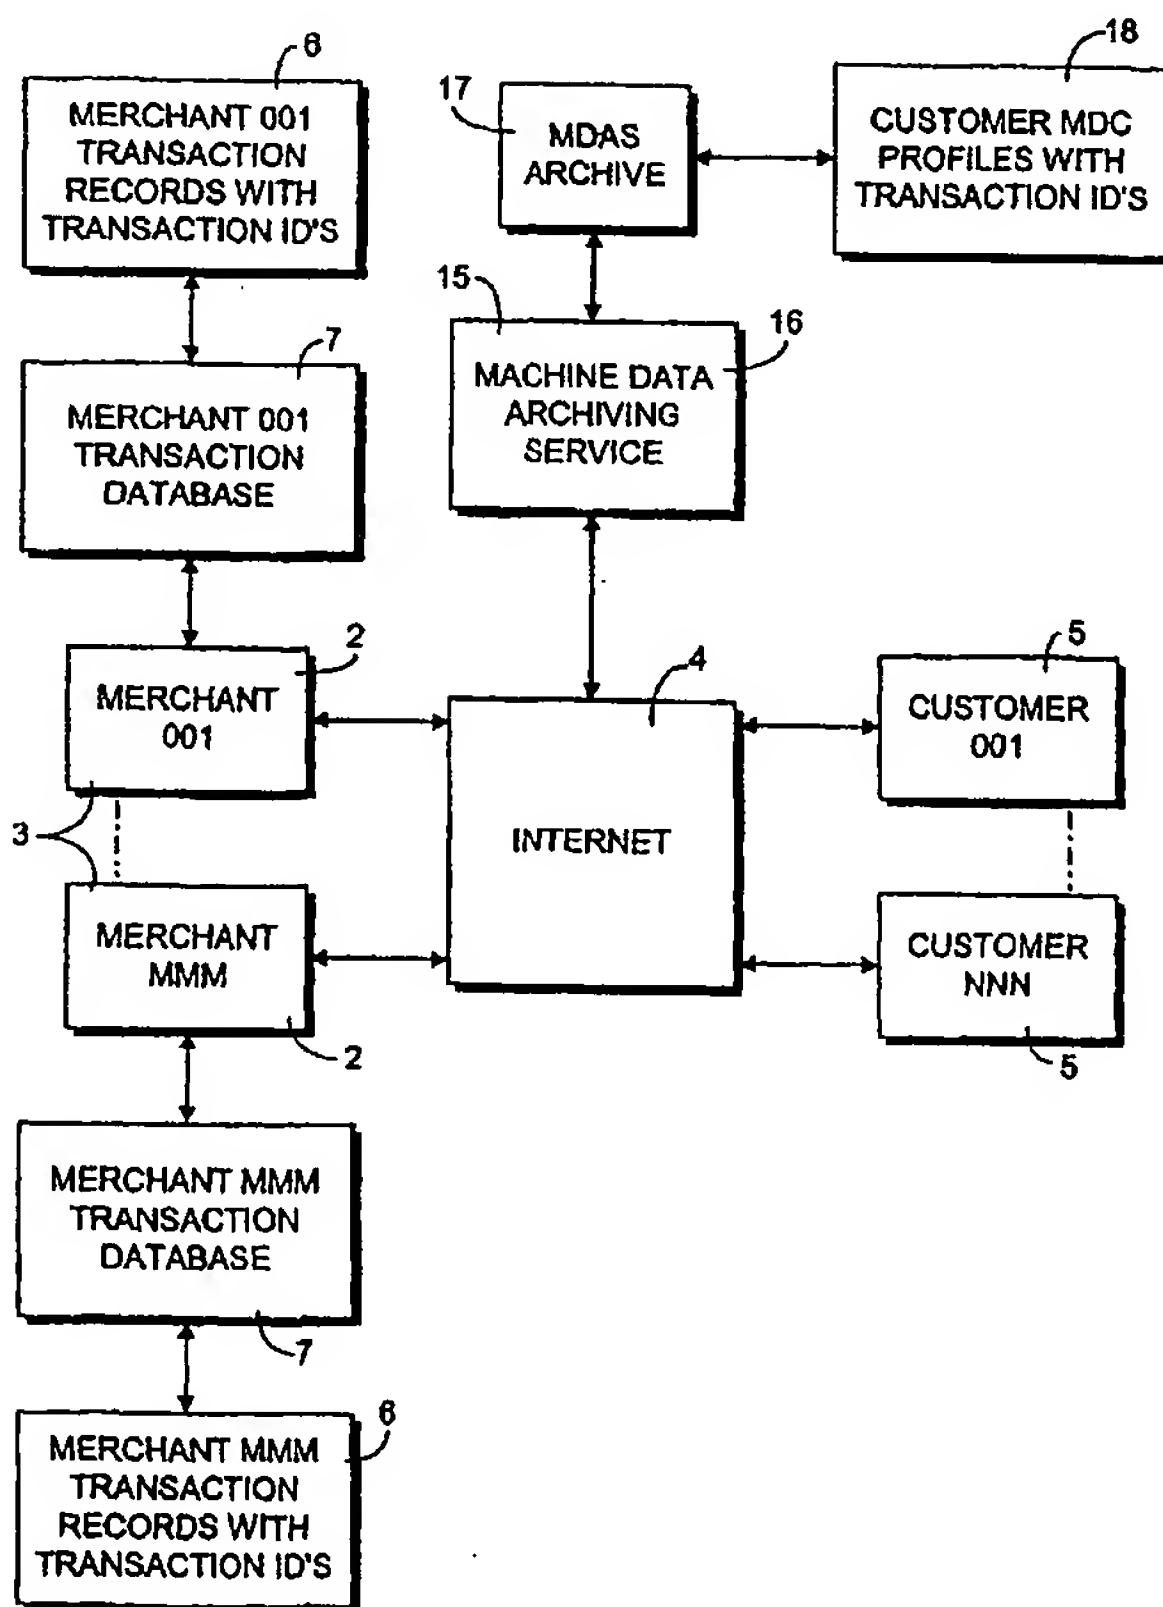 6
MERCHANT 001
TRANSACTION
RECORDS WITH
TRANSACTION ID'S
17
MDAS
ARCHIVE
18
CUSTOMER MDC
PROFILES WITH
TRANSACTION ID'S
7
MERCHANT 001
TRANSACTION
DATABASE
15
16
MACHINE DATA
ARCHIVING
SERVICE
2
MERCHANT
001
4
INTERNET
5
CUSTOMER
001
3
MERCHANT
MMM
2
CUSTOMER
NNN
5
MERCHANT MMM
TRANSACTION
DATABASE
7
6
MERCHANT MMM
TRANSACTION
RECORDS WITH
TRANSACTION ID'S